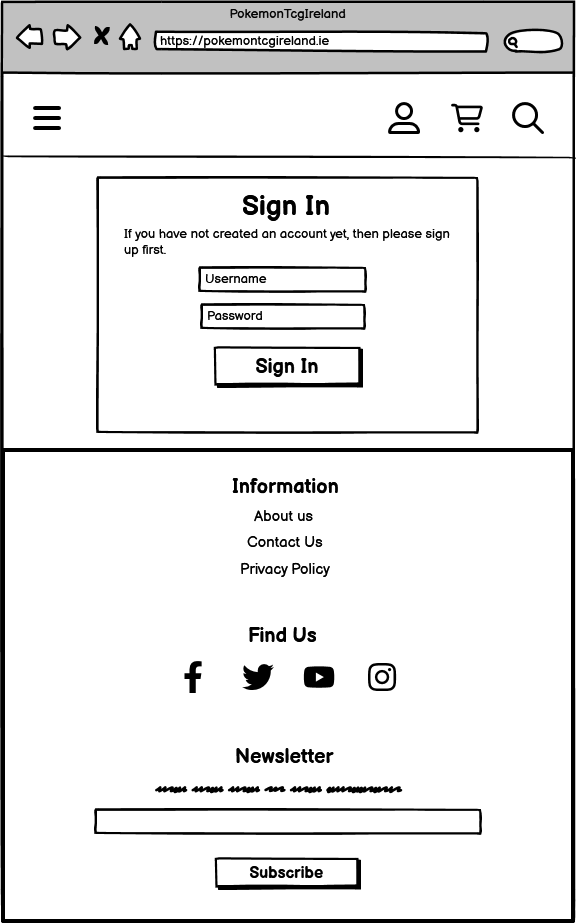 PokemonTcgIreland
https://pokemontcgireland.ie
Sign In
If you have not created an account yet, then please sign
up first.
Username
Password
Sign In
Information
About us
Contact Us
Privacy Policy
Find Us
Newsletter
Subscribe